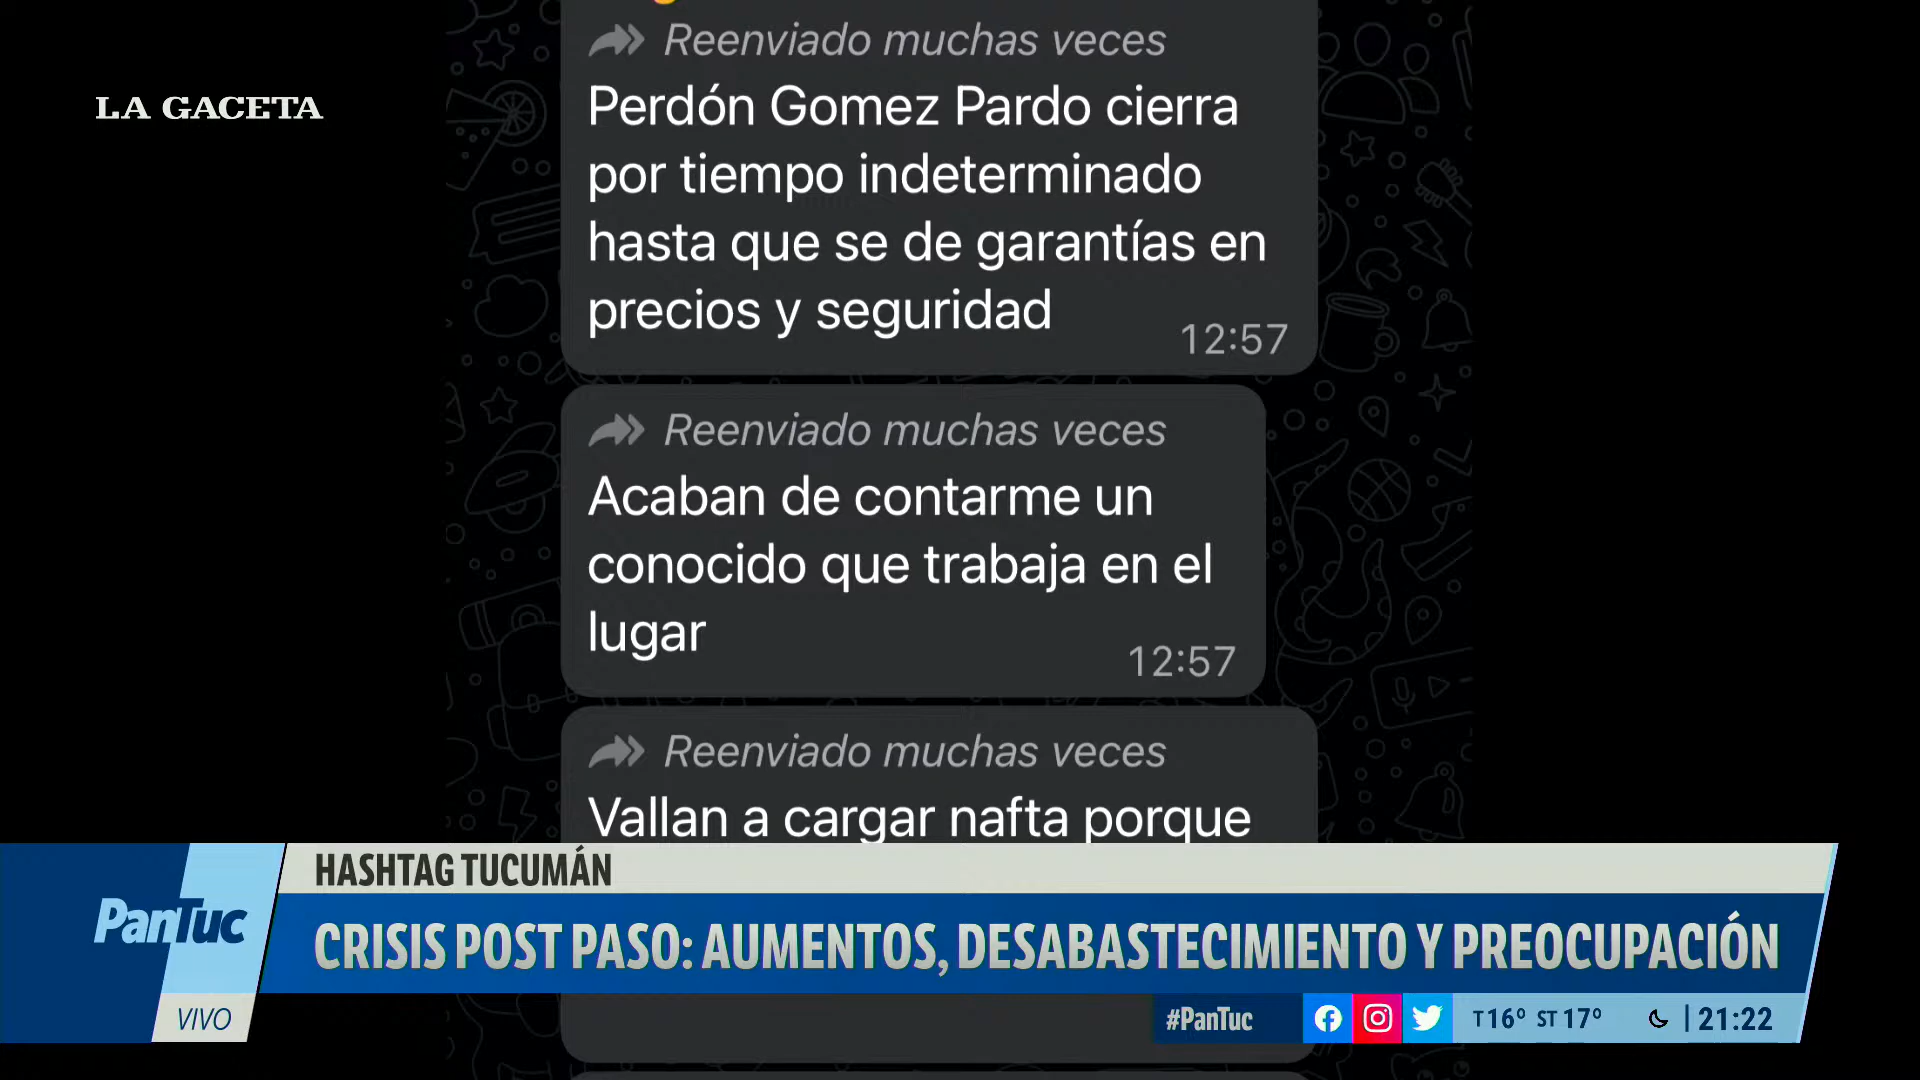 LA GACETA
Reenviado muchas veces
Perdón Gomez Pardo cierra
por tiempo indeterminado
hasta que se de garantías en
precios y seguridad
12:57
Reenviado muchas veces
Acaban de contarme un
conocido que trabaja en el
lugar
12:57
Reenviado muchas veces
Vallan a cargar nafta porque
HASHTAG TUCUMÁN
PanTuc
CRISIS POST PASO: AUMENTOS, DESABASTECIMIENTO Y PREOCUPACIÓN
VIVO
#PanTuc
T 16º ST 17º | 21:22